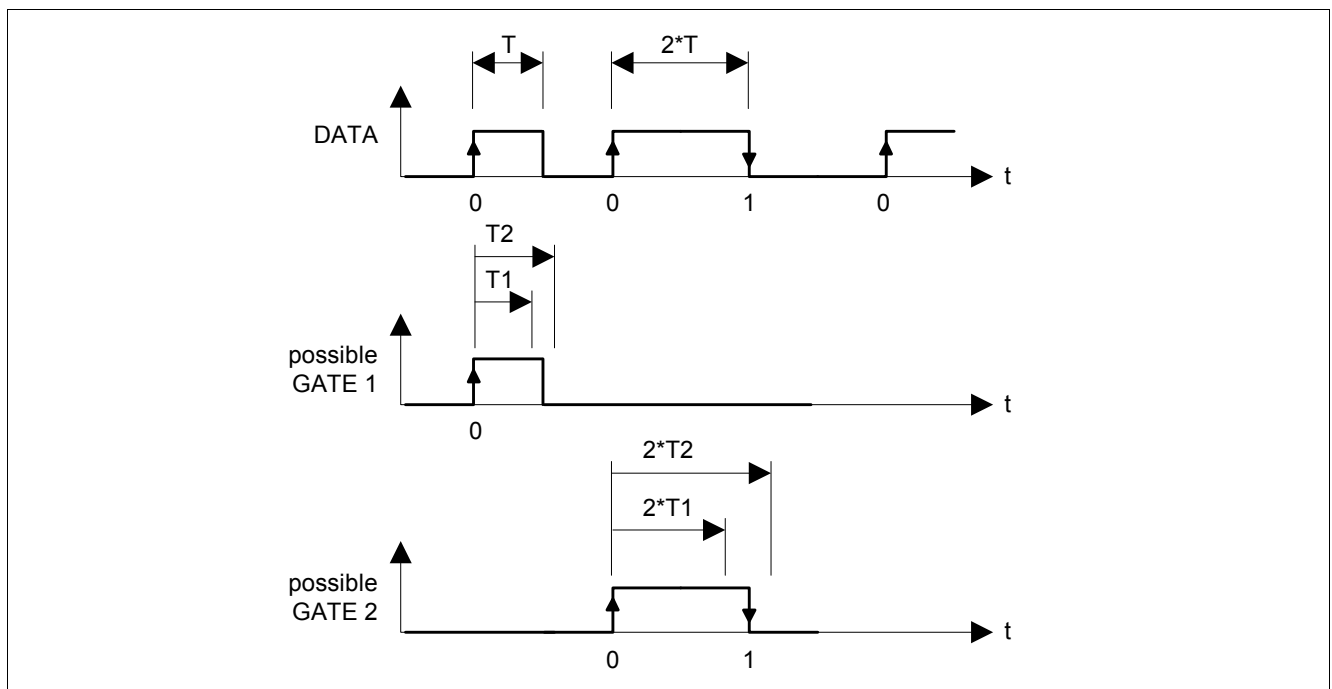 T 2*T
DATA
t
0 0 1 0
T2
T1
possible
GATE 1
t
0
2*T2
2*T1
possible
GATE 2
t
0 1